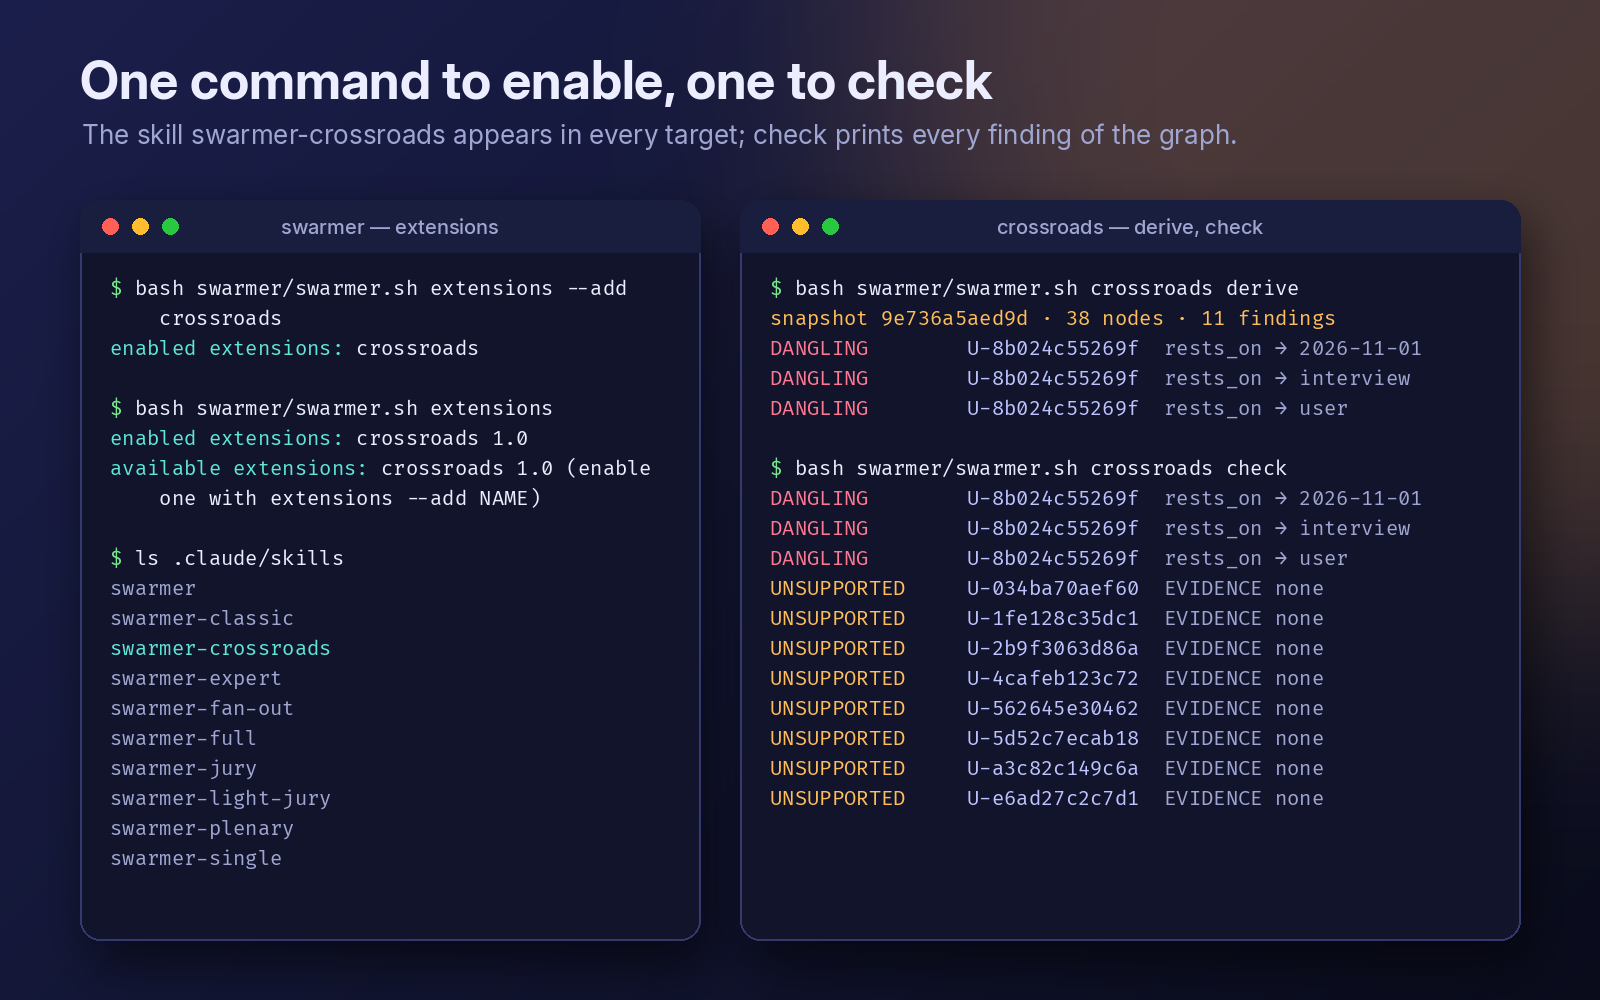 One command to enable, one to check
The skill swarmer-crossroads appears in every target; check prints every finding of the graph.
swarmer — extensions
$ bash swarmer/swarmer.sh extensions --add
crossroads
enabled extensions: crossroads
$ bash swarmer/swarmer.sh extensions
enabled extensions: crossroads 1.0
available extensions: crossroads 1.0 (enable
one with extensions --add NAME)
$ ls .claude/skills
swarmer
swarmer-classic
swarmer-crossroads
swarmer-expert
swarmer-fan-out
swarmer-full
swarmer-jury
swarmer-light-jury
swarmer-plenary
swarmer-single
crossroads — derive, check
$ bash swarmer/swarmer.sh crossroads derive
snapshot 9e736a5aed9d · 38 nodes · 11 findings
DANGLING U-8b024c55269f rests_on → 2026-11-01
DANGLING U-8b024c55269f rests_on → interview
DANGLING U-8b024c55269f rests_on → user
$ bash swarmer/swarmer.sh crossroads check
DANGLING U-8b024c55269f rests_on → 2026-11-01
DANGLING U-8b024c55269f rests_on → interview
DANGLING U-8b024c55269f rests_on → user
UNSUPPORTED U-034ba70aef60 EVIDENCE none
UNSUPPORTED U-1fe128c35dc1 EVIDENCE none
UNSUPPORTED U-2b9f3063d86a EVIDENCE none
UNSUPPORTED U-4cafeb123c72 EVIDENCE none
UNSUPPORTED U-562645e30462 EVIDENCE none
UNSUPPORTED U-5d52c7ecab18 EVIDENCE none
UNSUPPORTED U-a3c82c149c6a EVIDENCE none
UNSUPPORTED U-e6ad27c2c7d1 EVIDENCE none